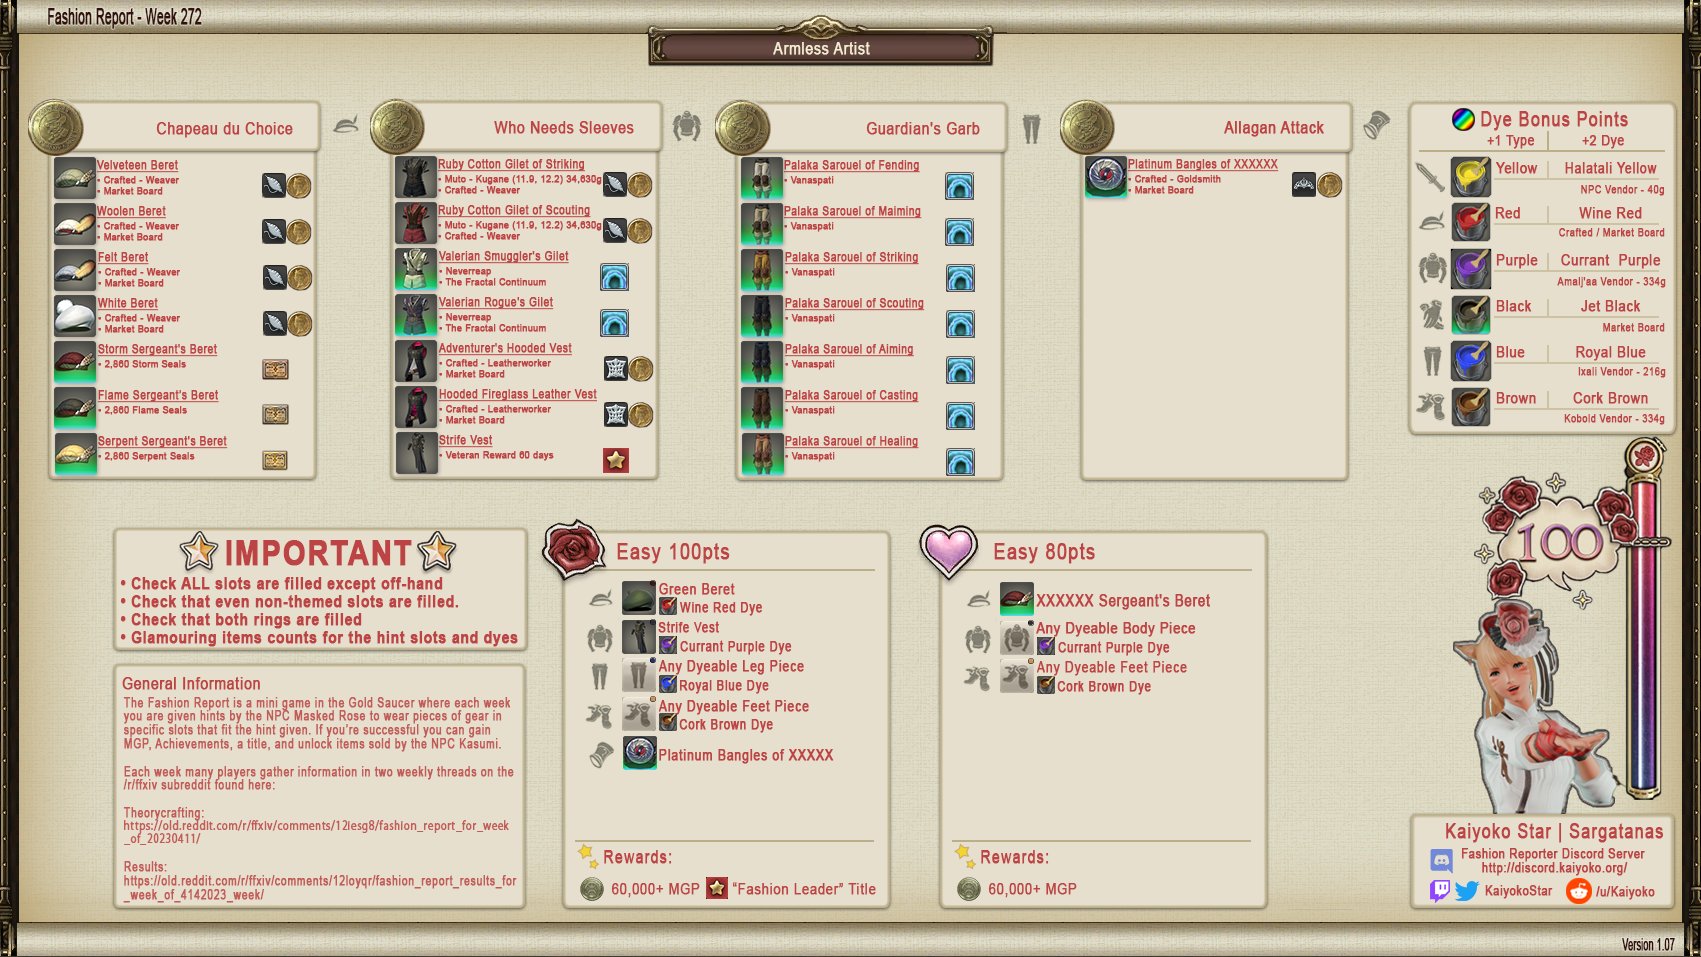 Fashion Report - Week 272
Armless Artist
Chapeau du Choice
Velveteen Beret
• Crafted - Weaver
• Market Board
Woolen Beret
• Crafted - Weaver
• Market Board
Felt Beret
• Crafted - Weaver
• Market Board
White Beret
• Crafted - Weaver
• Market Board
Storm Sergeant's Beret
• 2,860 Storm Seals
Flame Sergeant's Beret
• 2,860 Flame Seals
Serpent Sergeant's Beret
• 2,860 Serpent Seals
Who Needs Sleeves
Ruby Cotton Gilet of Striking
• Muto - Kugane (11.9, 12.2) 34,630g
• Crafted - Weaver
Ruby Cotton Gilet of Scouting
• Muto - Kugane (11.9, 12.2) 34,630g
• Crafted - Weaver
Valerian Smuggler's Gilet
• Neverreap
• The Fractal Continuum
Valerian Rogue's Gilet
• Neverreap
• The Fractal Continuum
Adventurer's Hooded Vest
• Crafted - Leatherworker
• Market Board
Hooded Fireglass Leather Vest
• Crafted - Leatherworker
• Market Board
Strife Vest
• Veteran Reward 60 days
Guardian's Garb
Palaka Sarouel of Fending
• Vanaspati
Palaka Sarouel of Maiming
• Vanaspati
Palaka Sarouel of Striking
• Vanaspati
Palaka Sarouel of Scouting
• Vanaspati
Palaka Sarouel of Aiming
• Vanaspati
Palaka Sarouel of Casting
• Vanaspati
Palaka Sarouel of Healing
• Vanaspati
Allagan Attack
Platinum Bangles of XXXXXX
• Crafted - Goldsmith
• Market Board
Dye Bonus Points
+1 Type +2 Dye
Yellow Halatali Yellow
NPC Vendor - 40g
Red Wine Red
Crafted / Market Board
Purple Currant Purple
Amalj'aa Vendor - 334g
Black Jet Black
Market Board
Blue Royal Blue
Ixali Vendor - 216g
Brown Cork Brown
Kobold Vendor - 334g
IMPORTANT
• Check ALL slots are filled except off-hand
• Check that even non-themed slots are filled.
• Check that both rings are filled
• Glamouring items counts for the hint slots and dyes
General Information
The Fashion Report is a mini game in the Gold Saucer where each week
you are given hints by the NPC Masked Rose to wear pieces of gear in
specific slots that fit the hint given. If you're successful you can gain
MGP, Achievements, a title, and unlock items sold by the NPC Kasumi.
Each week many players gather information in two weekly threads on the
/r/ffxiv subreddit found here:
Theorycrafting:
https://old.reddit.com/r/ffxiv/comments/12iesg8/fashion_report_for_week
_of_20230411/
Results:
https://old.reddit.com/r/ffxiv/comments/12loyqr/fashion_report_results_for
_week_of_4142023_week/
Easy 100pts
Green Beret
Wine Red Dye
Strife Vest
Currant Purple Dye
Any Dyeable Leg Piece
Royal Blue Dye
Any Dyeable Feet Piece
Cork Brown Dye
Platinum Bangles of XXXXX
Rewards:
60,000+ MGP "Fashion Leader" Title
Easy 80pts
XXXXXX Sergeant's Beret
Any Dyeable Body Piece
Currant Purple Dye
Any Dyeable Feet Piece
Cork Brown Dye
Rewards:
60,000+ MGP
100
Kaiyoko Star | Sargatanas
Fashion Reporter Discord Server
http://discord.kaiyoko.org/
KaiyokoStar /u/Kaiyoko
Version 1.07